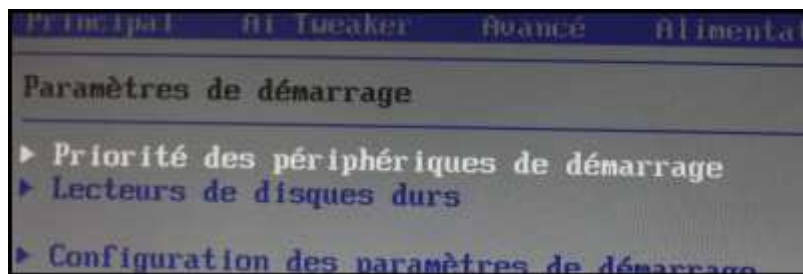 Principal Ai Tweaker Avancé Alimenta
Paramètres de démarrage
▶ Priorité des périphériques de démarrage
▶ Lecteurs de disques durs
▶ Configuration des paramètres de démarrage